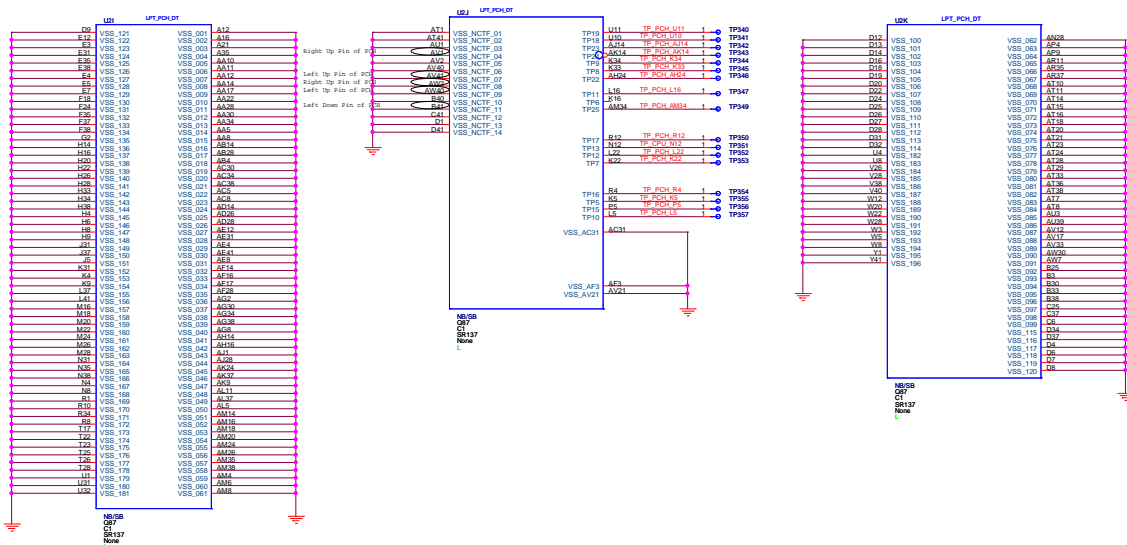 U2I LPT_PCH_DT
D9 VSS_121 VSS_001 A12
E12 VSS_122 VSS_002 A16
E3 VSS_123 VSS_003 A21
E31 VSS_124 VSS_004 A35
E35 VSS_125 VSS_005 AA10
E38 VSS_126 VSS_006 AA11
E4 VSS_127 VSS_007 AA12
E5 VSS_128 VSS_008 AA14
E7 VSS_129 VSS_009 AA17
F18 VSS_130 VSS_010 AA22
F24 VSS_131 VSS_011 AA28
F35 VSS_132 VSS_012 AA30
F37 VSS_133 VSS_013 AA34
F38 VSS_134 VSS_014 AA5
G2 VSS_135 VSS_015 AA8
H14 VSS_136 VSS_016 AB14
H16 VSS_137 VSS_017 AB28
H20 VSS_138 VSS_018 AB4
H22 VSS_139 VSS_019 AC30
H26 VSS_140 VSS_020 AC34
H28 VSS_141 VSS_021 AC38
H33 VSS_142 VSS_022 AC5
H34 VSS_143 VSS_023 AC8
H38 VSS_144 VSS_024 AD14
H4 VSS_145 VSS_025 AD26
H6 VSS_146 VSS_026 AD28
H8 VSS_147 VSS_027 AE12
H9 VSS_148 VSS_028 AE31
J31 VSS_149 VSS_029 AE4
J37 VSS_150 VSS_030 AE41
J5 VSS_151 VSS_031 AE8
K31 VSS_152 VSS_032 AF14
K4 VSS_153 VSS_033 AF16
K9 VSS_154 VSS_034 AF17
L37 VSS_155 VSS_035 AF28
L41 VSS_156 VSS_036 AG2
M16 VSS_157 VSS_037 AG30
M18 VSS_158 VSS_038 AG34
M20 VSS_159 VSS_039 AG38
M22 VSS_160 VSS_040 AG8
M24 VSS_161 VSS_041 AH14
M26 VSS_162 VSS_042 AH16
M28 VSS_163 VSS_043 AJ1
N31 VSS_164 VSS_044 AJ28
N35 VSS_165 VSS_045 AK24
N38 VSS_166 VSS_046 AK37
N4 VSS_167 VSS_047 AK9
N8 VSS_168 VSS_048 AL11
R1 VSS_169 VSS_049 AL37
R10 VSS_170 VSS_050 AL5
R34 VSS_171 VSS_051 AM14
R8 VSS_172 VSS_052 AM16
T17 VSS_173 VSS_053 AM18
T22 VSS_174 VSS_054 AM20
T23 VSS_175 VSS_055 AM24
T25 VSS_176 VSS_056 AM26
T26 VSS_177 VSS_057 AM35
T28 VSS_178 VSS_058 AM38
U1 VSS_179 VSS_059 AM4
U31 VSS_180 VSS_060 AM6
U32 VSS_181 VSS_061 AM8
NB/SB
Q87
C1
SR137
None
U2J LPT_PCH_DT
AT1 VSS_NCTF_01
AT41 VSS_NCTF_02
AU1 VSS_NCTF_03
Right Up Pin of PCH AV1 VSS_NCTF_04
AV2 VSS_NCTF_05
AV40 VSS_NCTF_06
Left Up Pin of PCH AV41 VSS_NCTF_07
Right Up Pin of PCH AW2 VSS_NCTF_08
Left Up Pin of PCH AW40 VSS_NCTF_09
B40 VSS_NCTF_10
Left Down Pin of PCH B41 VSS_NCTF_11
C41 VSS_NCTF_12
D1 VSS_NCTF_13
D41 VSS_NCTF_14
TP19 U11 TP_PCH_U11 1 TP340
TP18 U10 TP_PCH_U10 1 TP341
TP23 AJ14 TP_PCH_AJ14 1 TP342
AK14 TP_PCH_AK14 1 TP343
TP9 K34 TP_PCH_K34 1 TP344
TP8 K33 TP_PCH_K33 1 TP345
TP22 AH24 TP_PCH_AH24 1 TP346
TP11 L16 TP_PCH_L16 1 TP347
TP6 K16
TP25 AM34 TP_PCH_AM34 1 TP349
TP17 R12 TP_PCH_R12 1 TP350
TP13 N12 TP_CPU_N12 1 TP351
TP12 L22 TP_PCH_L22 1 TP352
TP7 K22 TP_PCH_K22 1 TP353
TP16 R4 TP_PCH_R4 1 TP354
TP5 K5 TP_PCH_K5 1 TP355
TP15 P5 TP_PCH_P5 1 TP356
TP10 L5 TP_PCH_L5 1 TP357
VSS_AC31 AC31
VSS_AF3 AF3
VSS_AV21 AV21
NB/SB
Q87
C1
SR137
None
L
U2K LPT_PCH_DT
D12 VSS_100 VSS_062 AN28
D13 VSS_101 VSS_063 AP4
D14 VSS_102 VSS_064 AP9
D16 VSS_103 VSS_065 AR11
D18 VSS_104 VSS_066 AR35
D19 VSS_105 VSS_067 AR37
D20 VSS_106 VSS_068 AT10
D22 VSS_107 VSS_069 AT11
D24 VSS_108 VSS_070 AT14
D25 VSS_109 VSS_071 AT15
D26 VSS_110 VSS_072 AT16
D27 VSS_111 VSS_073 AT18
D28 VSS_112 VSS_074 AT20
D31 VSS_113 VSS_075 AT21
D32 VSS_114 VSS_076 AT23
U4 VSS_182 VSS_077 AT24
U8 VSS_183 VSS_078 AT28
V26 VSS_184 VSS_079 AT29
V28 VSS_185 VSS_080 AT33
V38 VSS_186 VSS_081 AT36
V40 VSS_187 VSS_082 AT38
W12 VSS_188 VSS_083 AT7
W20 VSS_189 VSS_084 AT8
W22 VSS_190 VSS_085 AU3
W28 VSS_191 VSS_086 AU39
W3 VSS_192 VSS_087 AV12
W5 VSS_193 VSS_088 AV17
W8 VSS_194 VSS_089 AV33
Y1 VSS_195 VSS_090 AW30
Y41 VSS_196 VSS_091 AW7
VSS_092 B25
VSS_093 B3
VSS_094 B30
VSS_095 B33
VSS_096 B38
VSS_097 C25
VSS_098 C37
VSS_099 C6
VSS_115 D34
VSS_116 D37
VSS_117 D4
VSS_118 D6
VSS_119 D7
VSS_120 D8
NB/SB
Q87
C1
SR137
None
L